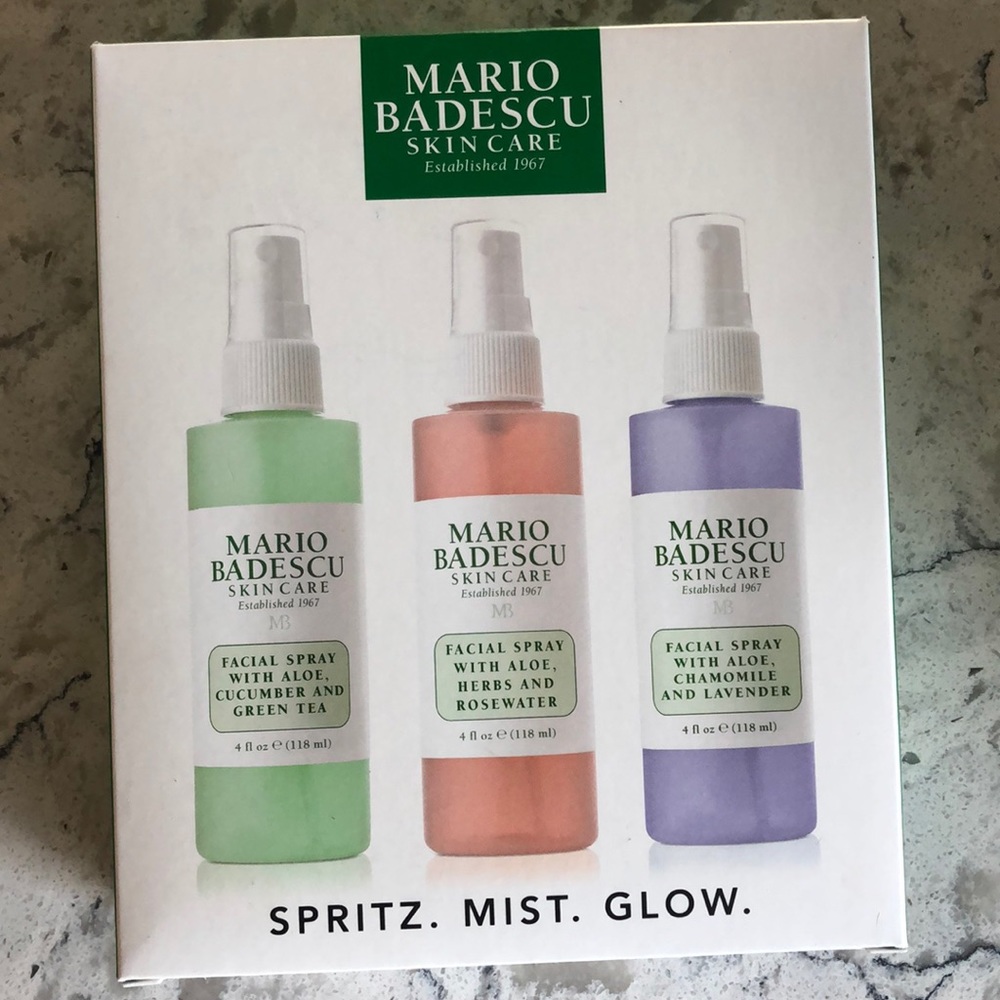 MARIO
BADESCU
SKIN CARE
Established 1967
MARIO
BADESCU
SKIN CARE
Established 1967
MB
FACIAL SPRAY
WITH ALOE,
CUCUMBER AND
GREEN TEA
4 fl oz ℮ (118 ml)
MARIO
BADESCU
SKIN CARE
Established 1967
MB
FACIAL SPRAY
WITH ALOE,
HERBS AND
ROSEWATER
4 fl oz ℮ (118 ml)
MARIO
BADESCU
SKIN CARE
Established 1967
MB
FACIAL SPRAY
WITH ALOE,
CHAMOMILE
AND LAVENDER
4 fl oz ℮ (118 ml)
SPRITZ. MIST. GLOW.